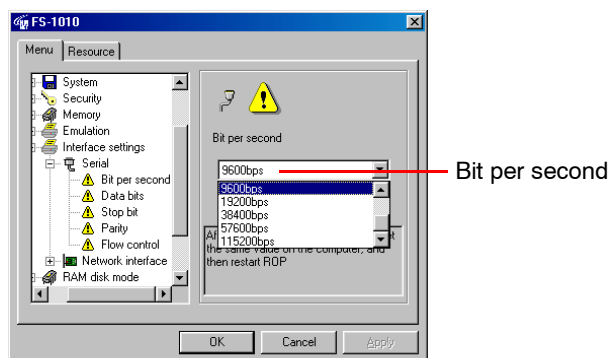 FS-1010
Menu
Resource
System
Security
Memory
Emulation
Interface settings
Serial
Bit per second
Data bits
Stop bit
Parity
Flow control
Network interface
RAM disk mode
Bit per second
9600bps
9600bps
19200bps
38400bps
57600bps
115200bps
the same value on the computer, and
then restart ROP
OK
Cancel
Apply
Bit per second